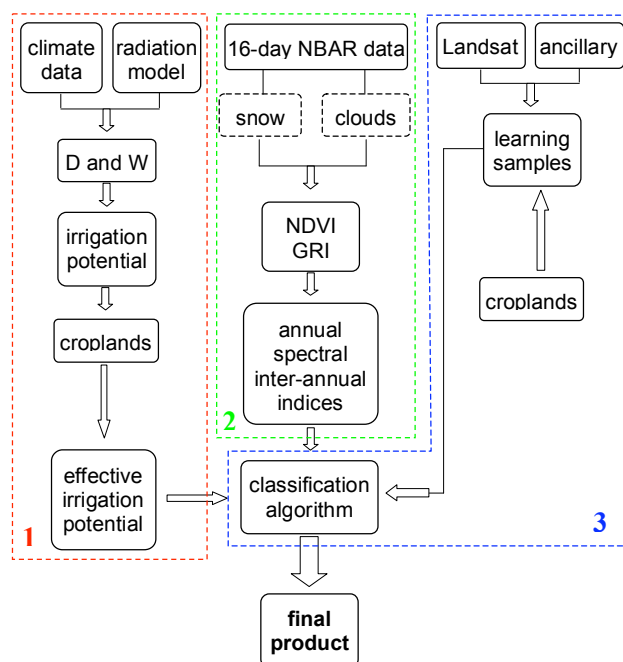 climate
data
radiation
model
D and W
irrigation
potential
croplands
effective
irrigation
potential
1
16-day NBAR data
snow
clouds
NDVI
GRI
annual
spectral
inter-annual
indices
2
Landsat
ancillary
learning
samples
croplands
classification
algorithm
3
final
product